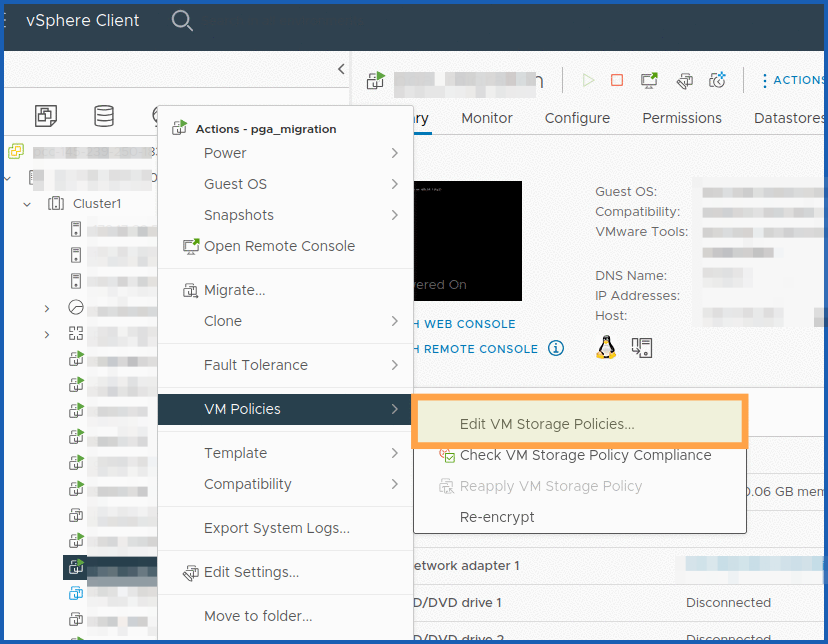 vSphere Client
ACTIONS
Monitor
Configure
Permissions
Datastores
Cluster1
Actions - pga_migration
Power
Guest OS
Snapshots
Open Remote Console
Migrate...
Clone
Fault Tolerance
VM Policies
Template
Compatibility
Export System Logs...
Edit Settings...
Move to folder...
Edit VM Storage Policies...
Check VM Storage Policy Compliance
Reapply VM Storage Policy
Re-encrypt
ered On
WEB CONSOLE
REMOTE CONSOLE
Guest OS:
Compatibility:
VMware Tools:
DNS Name:
IP Addresses:
Host:
0.06 GB mem
etwork adapter 1
D/DVD drive 1
Disconnected
D/DVD drive 2
Disconnected